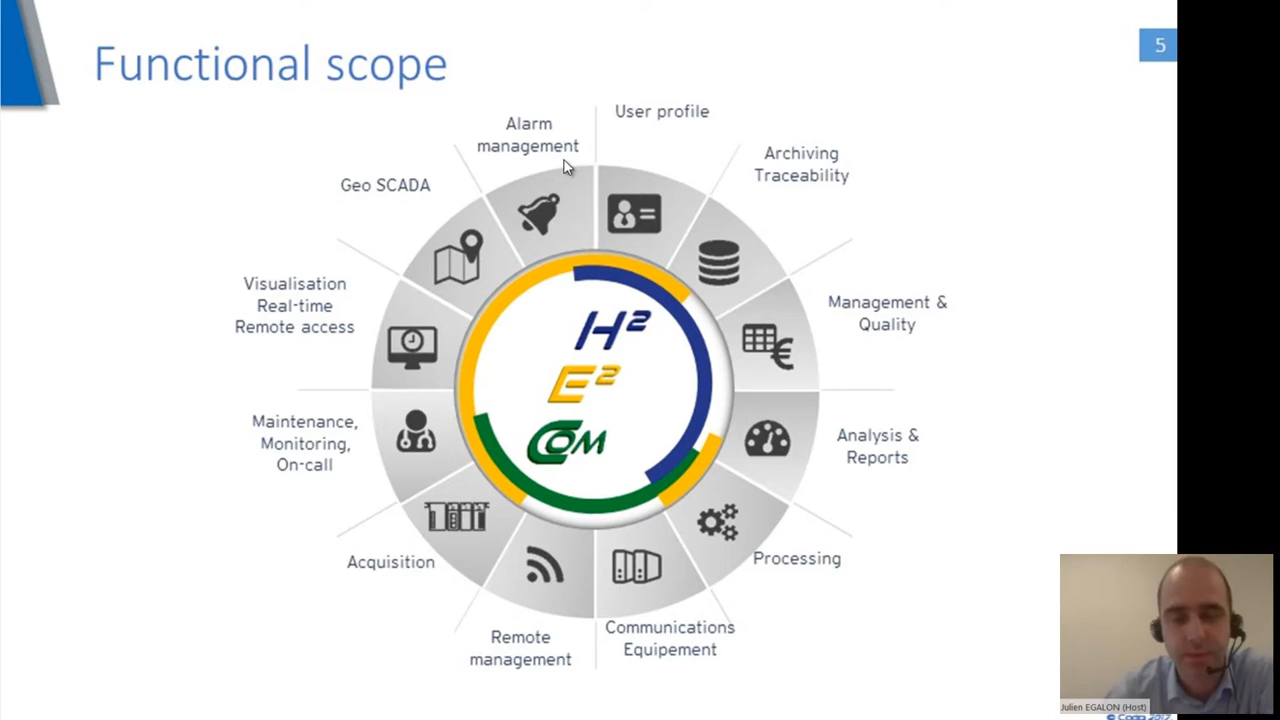 Functional scope
5
User profile
Alarm
management
Archiving
Traceability
Geo SCADA
Visualisation
Real-time
Remote access
Management &
Quality
H²
E²
COM
Maintenance,
Monitoring,
On-call
Analysis &
Reports
Acquisition
Processing
Remote
management
Communications
Equipement
Julien EGALON (Host)